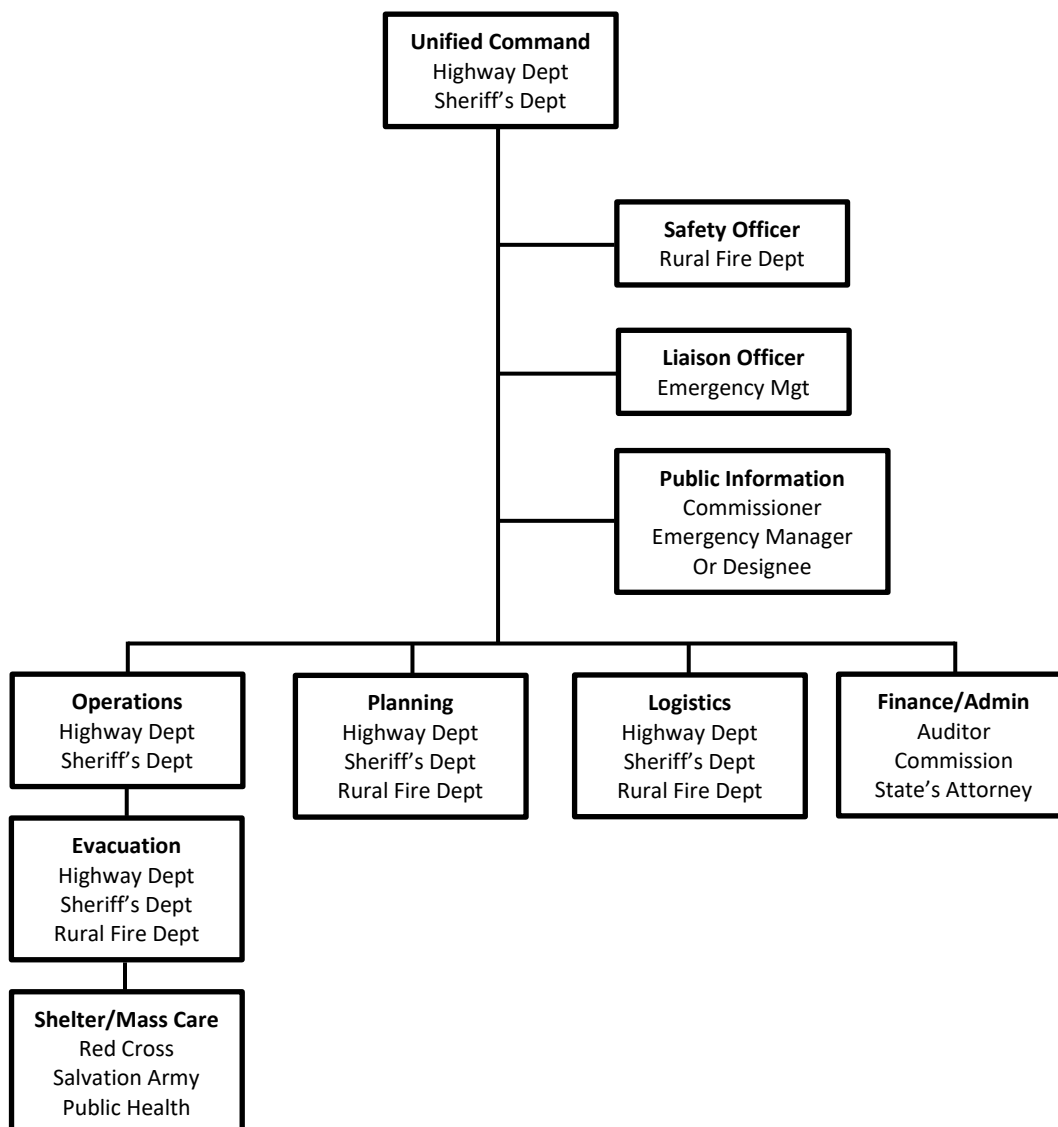 Unified Command
Highway Dept
Sheriff’s Dept
Safety Officer
Rural Fire Dept
Liaison Officer
Emergency Mgt
Public Information
Commissioner
Emergency Manager
Or Designee
Operations
Highway Dept
Sheriff’s Dept
Planning
Highway Dept
Sheriff’s Dept
Rural Fire Dept
Logistics
Highway Dept
Sheriff’s Dept
Rural Fire Dept
Finance/Admin
Auditor
Commission
State’s Attorney
Evacuation
Highway Dept
Sheriff’s Dept
Rural Fire Dept
Shelter/Mass Care
Red Cross
Salvation Army
Public Health